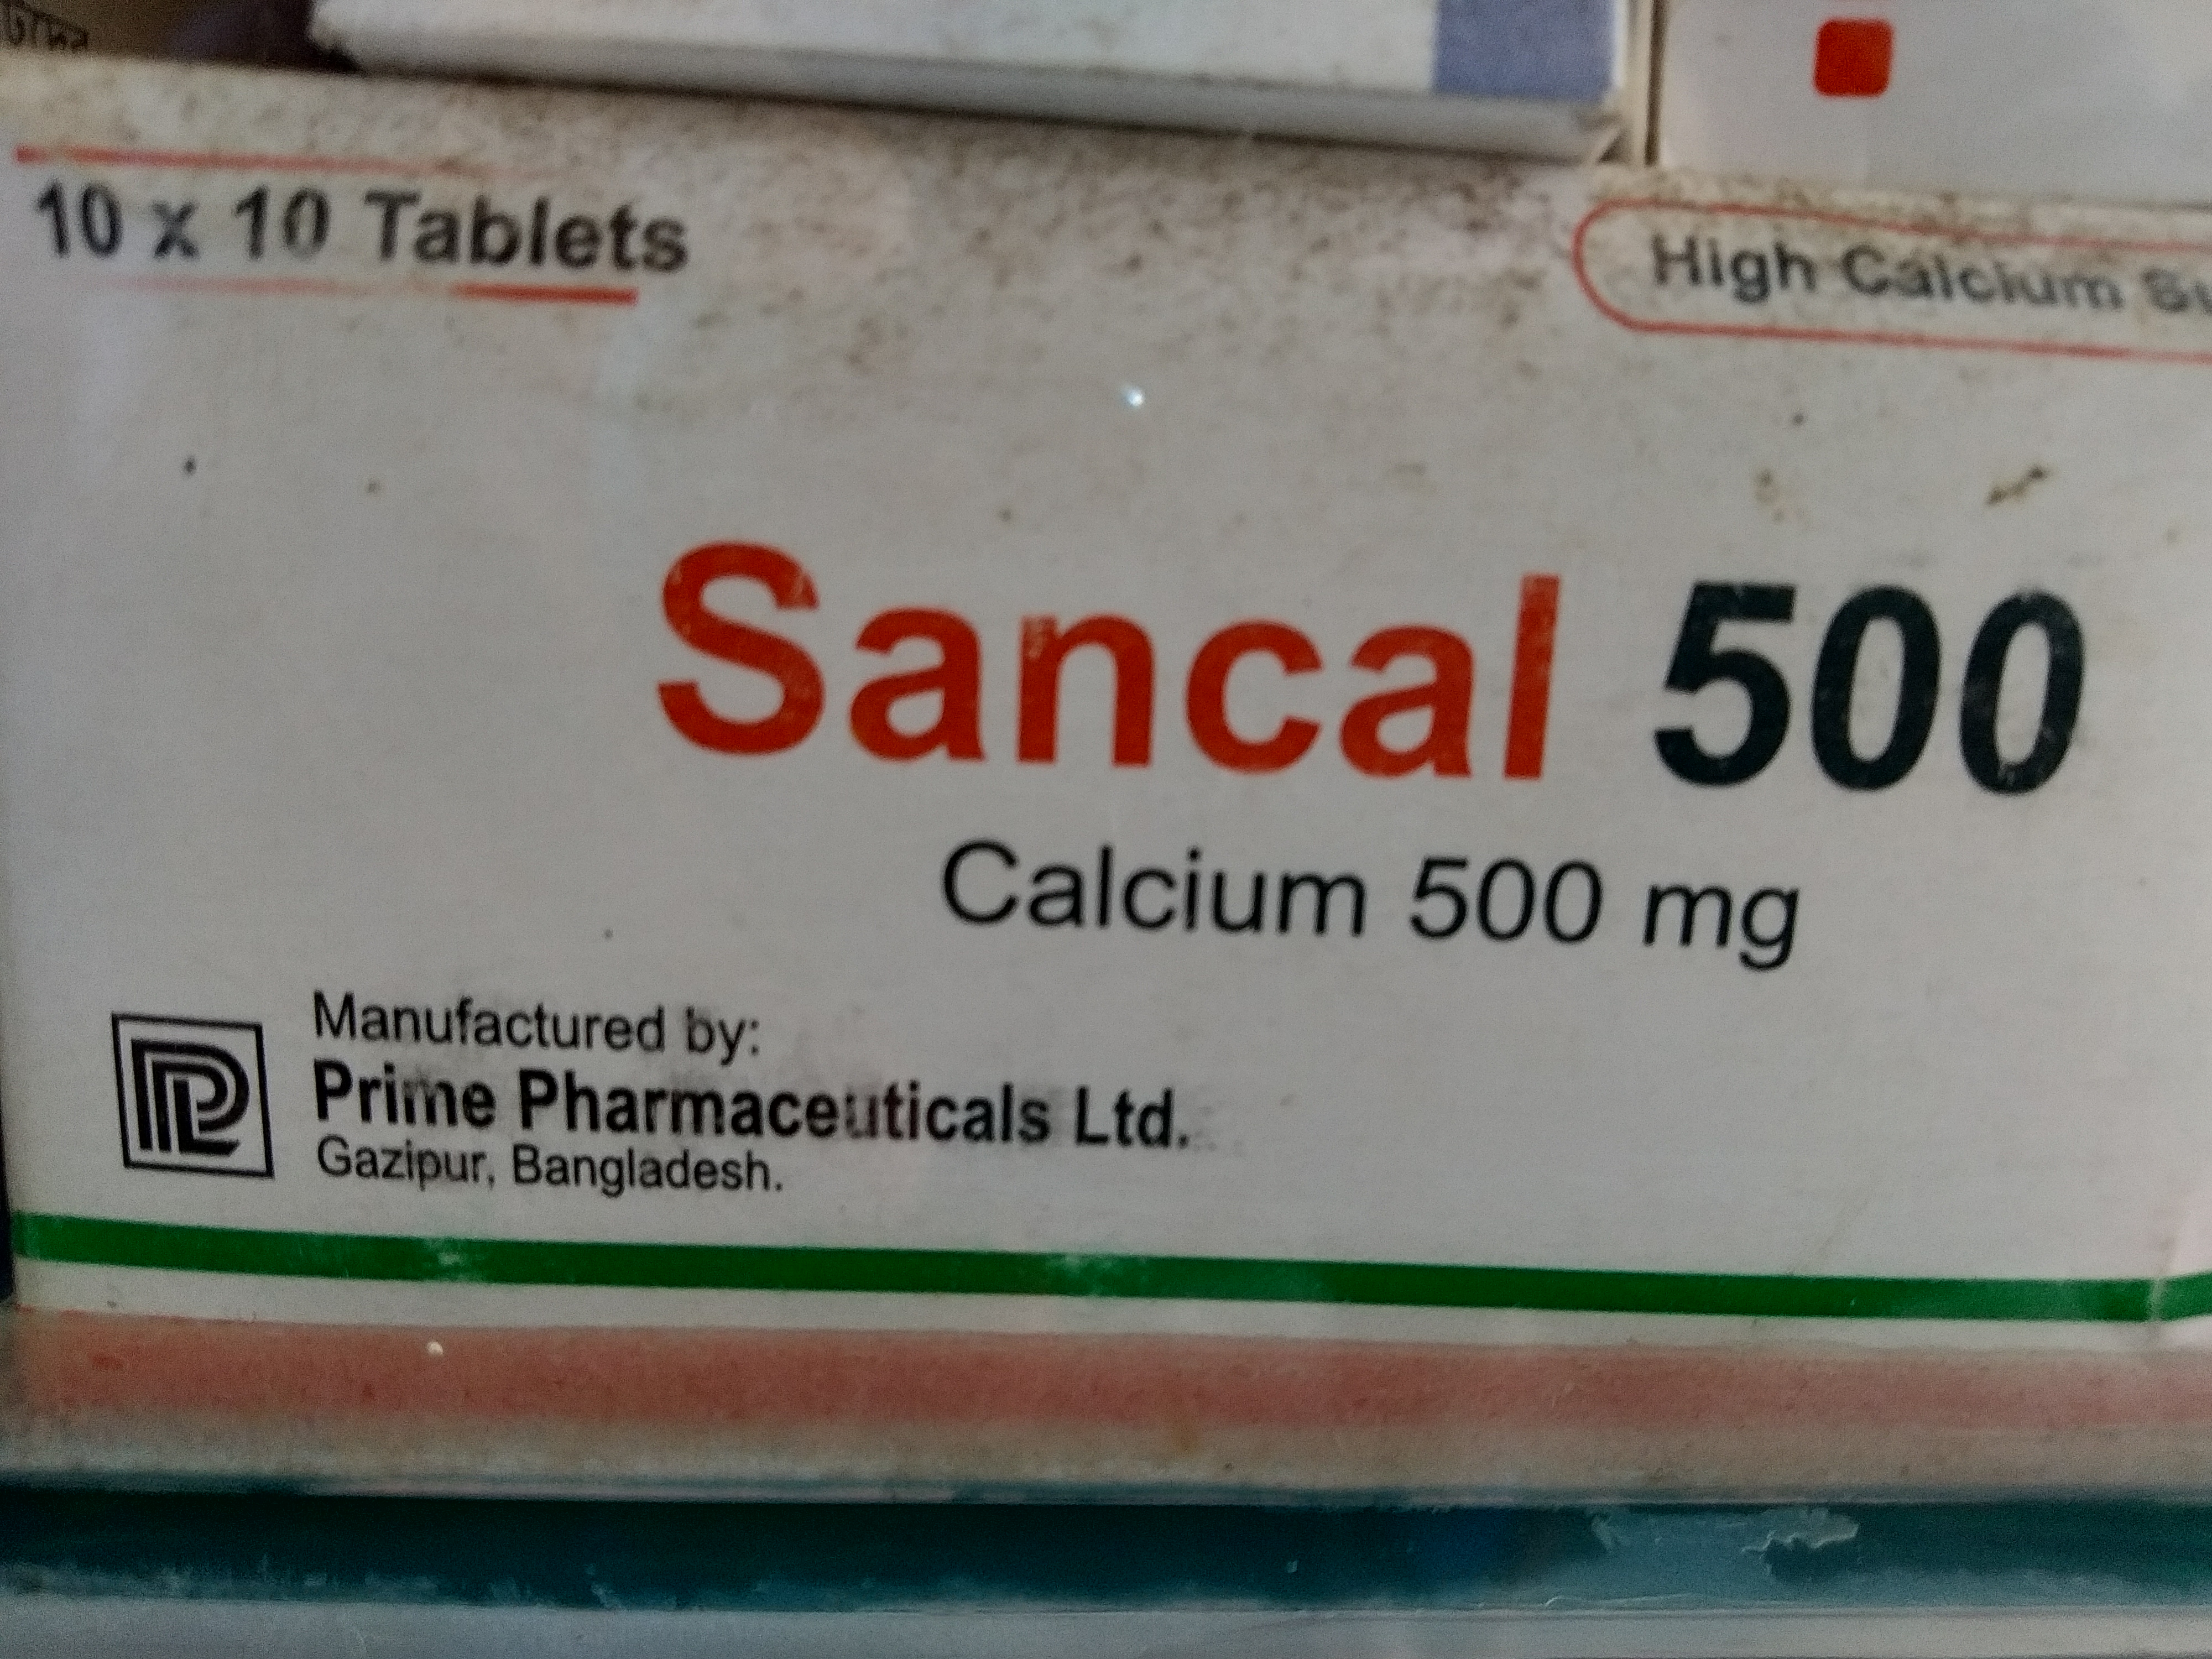 10 x 10 Tablets
High Calcium
Sancal 500
Calcium 500 mg
Manufactured by:
Prime Pharmaceuticals Ltd.
Gazipur, Bangladesh.